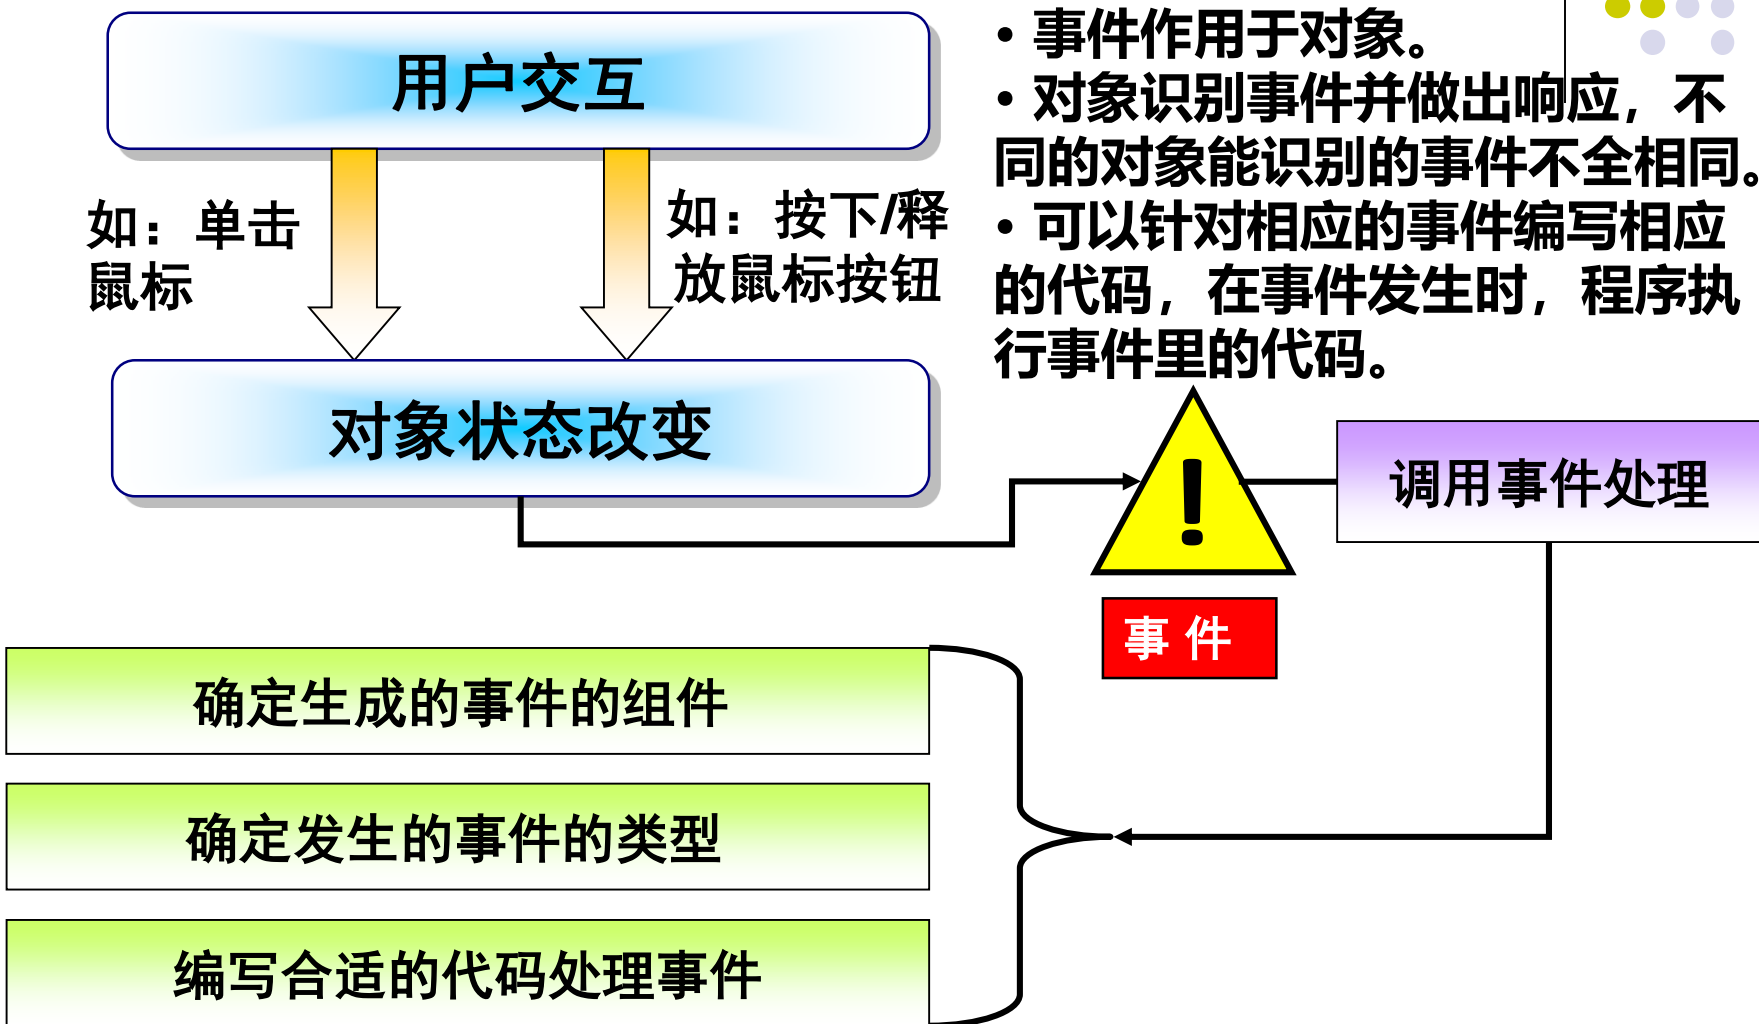 用户交互
如：单击
鼠标
如：按下/释
放鼠标按钮
对象状态改变
• 事件作用于对象。
• 对象识别事件并做出响应，不
同的对象能识别的事件不全相同。
• 可以针对相应的事件编写相应
的代码，在事件发生时，程序执
行事件里的代码。
!
事 件
调用事件处理
确定生成的事件的组件
确定发生的事件的类型
编写合适的代码处理事件